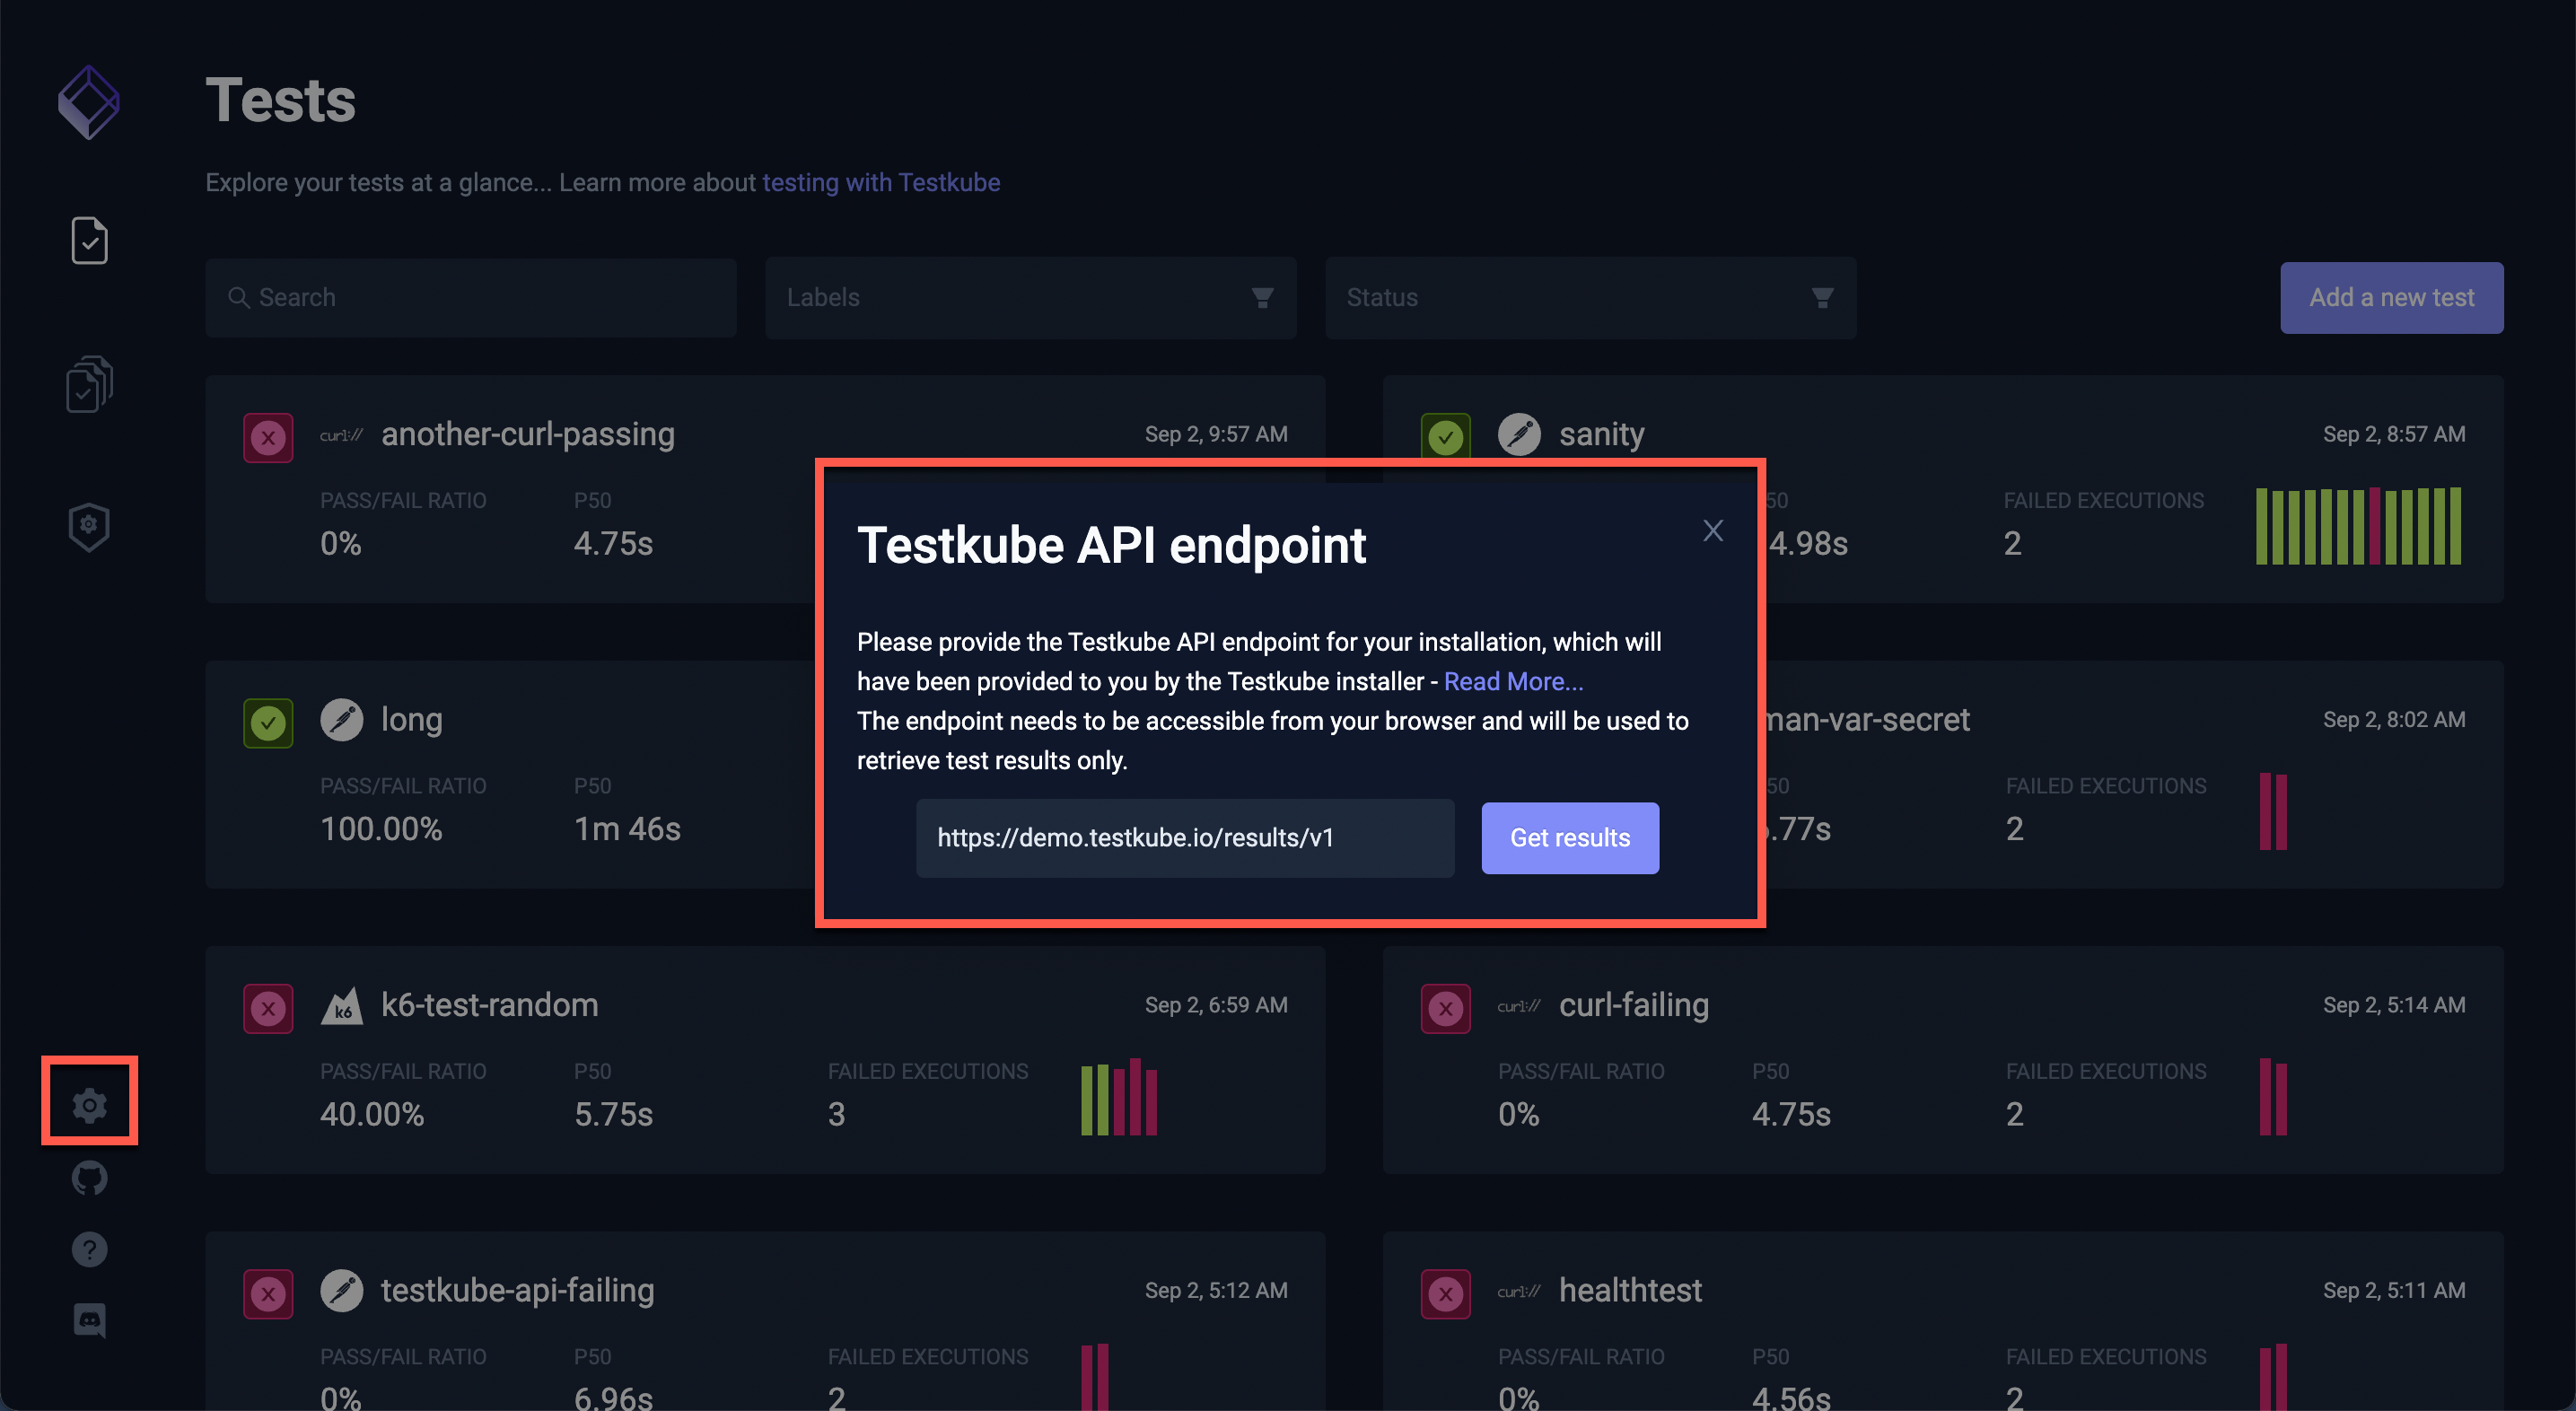 Tests
Explore your tests at a glance... Learn more about testing with Testkube
Search
Labels
Status
Add a new test
curl://
another-curl-passing
Sep 2, 9:57 AM
PASS/FAIL RATIO
P50
0%
4.75s
sanity
Sep 2, 8:57 AM
50
FAILED EXECUTIONS
4.98s
2
Testkube API endpoint
Please provide the Testkube API endpoint for your installation, which will
have been provided to you by the Testkube installer - Read More...
The endpoint needs to be accessible from your browser and will be used to
retrieve test results only.
https://demo.testkube.io/results/v1
Get results
long
PASS/FAIL RATIO
P50
100.00%
1m 46s
man-var-secret
Sep 2, 8:02 AM
50
FAILED EXECUTIONS
.77s
2
k6
k6-test-random
Sep 2, 6:59 AM
PASS/FAIL RATIO
P50
FAILED EXECUTIONS
40.00%
5.75s
3
curl://
curl-failing
Sep 2, 5:14 AM
PASS/FAIL RATIO
P50
FAILED EXECUTIONS
0%
4.75s
2
testkube-api-failing
Sep 2, 5:12 AM
PASS/FAIL RATIO
P50
FAILED EXECUTIONS
0%
6.96s
2
curl://
healthtest
Sep 2, 5:11 AM
PASS/FAIL RATIO
P50
FAILED EXECUTIONS
0%
4.56s
2